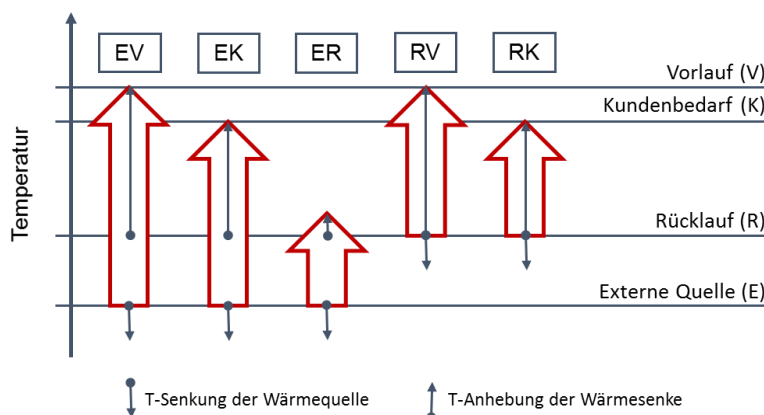 EV EK ER RV RK
Vorlauf (V)
Kundenbedarf (K)
Temperatur
Rücklauf (R)
Externe Quelle (E)
T-Senkung der Wärmequelle
T-Anhebung der Wärmesenke